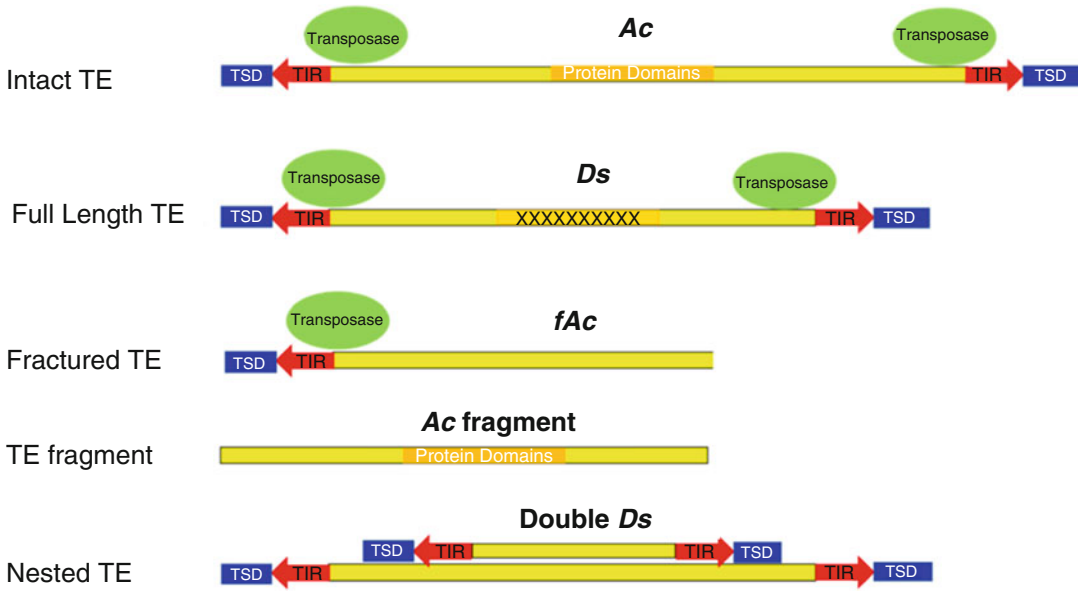 Transposase Ac Transposase
Intact TE TSD TIR Protein Domains TIR TSD
Transposase Ds Transposase
Full Length TE TSD TIR XXXXXXXXXX TIR TSD
Transposase fAc
Fractured TE TSD TIR
Ac fragment
TE fragment Protein Domains
Double Ds
TSD TIR TIR TSD
Nested TE TSD TIR TIR TSD